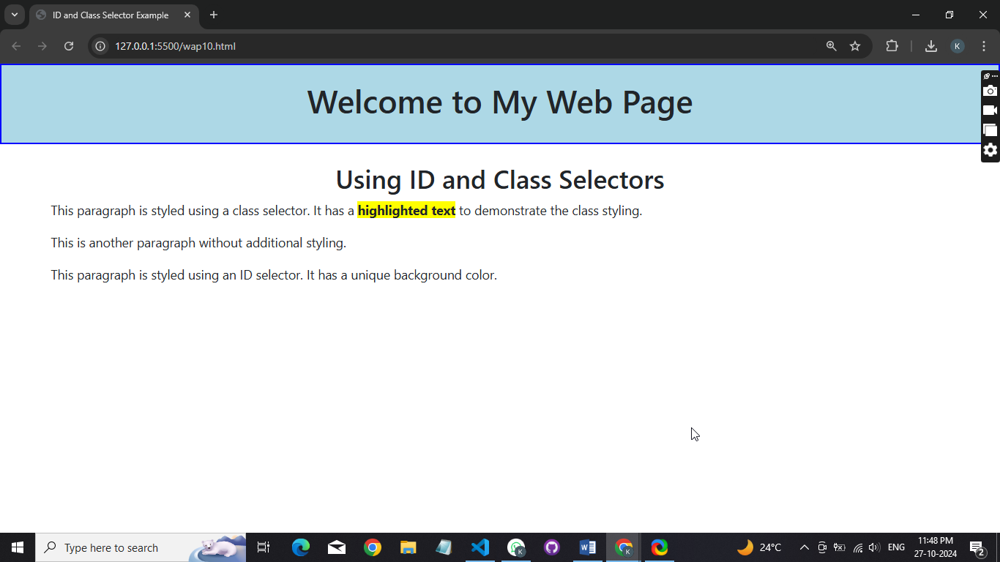 ID and Class Selector Example
127.0.0.1:5500/wap10.html
K
Welcome to My Web Page
Using ID and Class Selectors
This paragraph is styled using a class selector. It has a highlighted text to demonstrate the class styling.
This is another paragraph without additional styling.
This paragraph is styled using an ID selector. It has a unique background color.
Type here to search
K
K
24°C
ENG
11:48 PM
27-10-2024
2